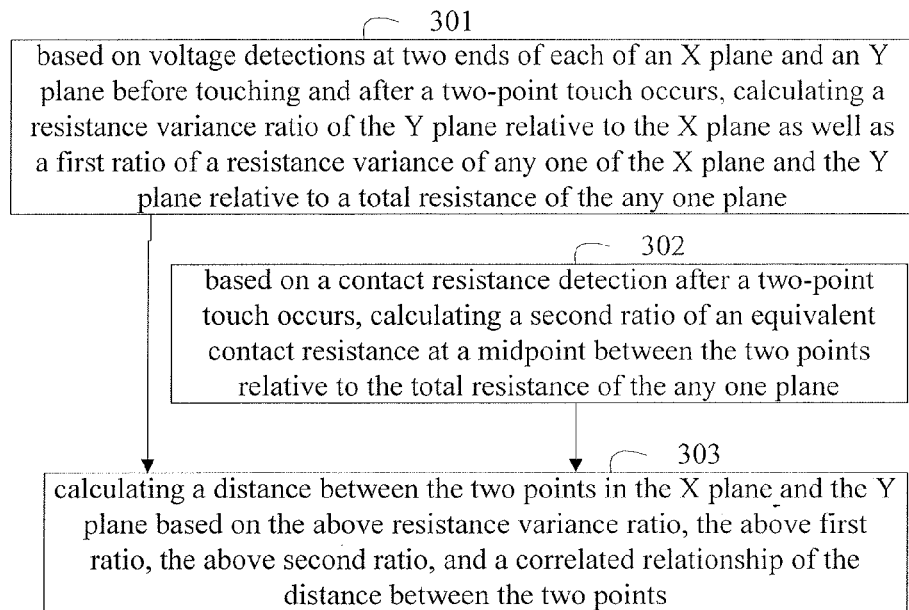 301
based on voltage detections at two ends of each of an X plane and an Y
plane before touching and after a two-point touch occurs, calculating a
resistance variance ratio of the Y plane relative to the X plane as well as
a first ratio of a resistance variance of any one of the X plane and the Y
plane relative to a total resistance of the any one plane
302
based on a contact resistance detection after a two-point
touch occurs, calculating a second ratio of an equivalent
contact resistance at a midpoint between the two points
relative to the total resistance of the any one plane
303
calculating a distance between the two points in the X plane and the Y
plane based on the above resistance variance ratio, the above first
ratio, the above second ratio, and a correlated relationship of the
distance between the two points